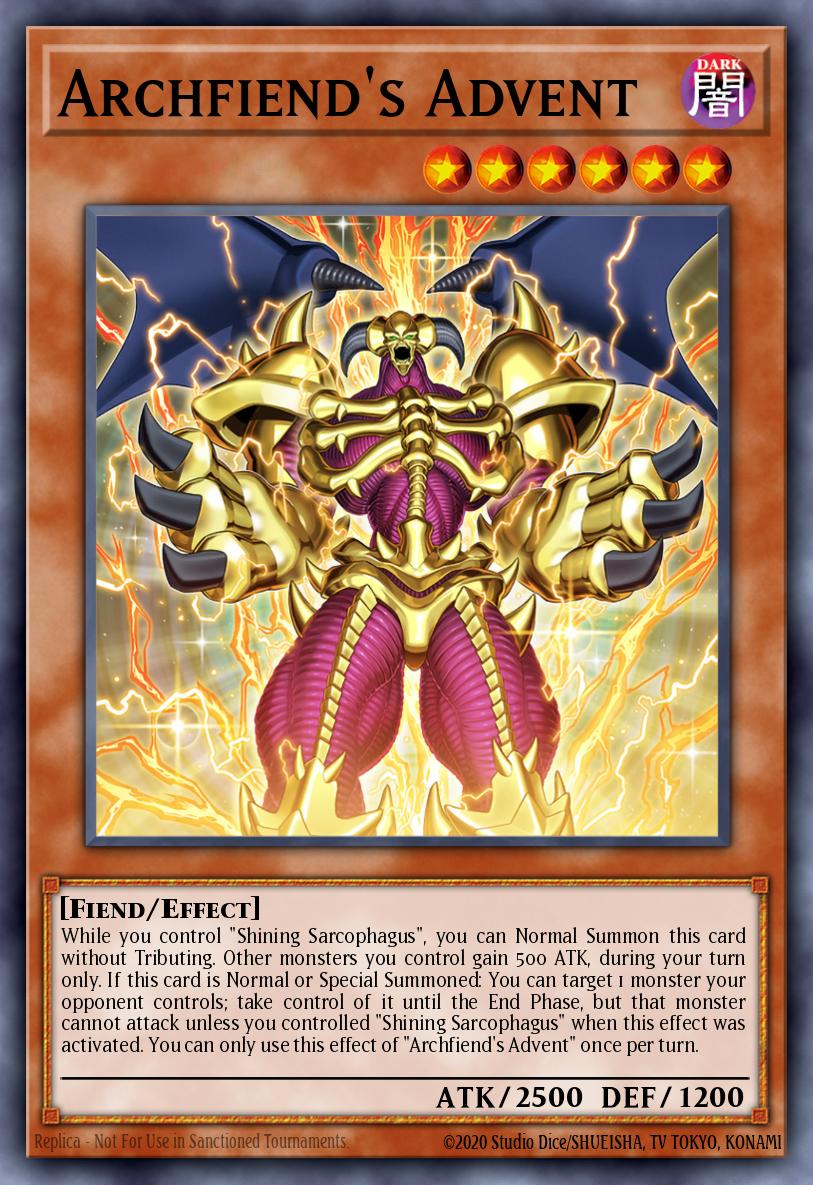 Archfiend's Advent
DARK
闇
[Fiend/Effect]
While you control "Shining Sarcophagus", you can Normal Summon this card
without Tributing. Other monsters you control gain 500 ATK, during your turn
only. If this card is Normal or Special Summoned: You can target 1 monster your
opponent controls; take control of it until the End Phase, but that monster
cannot attack unless you controlled "Shining Sarcophagus" when this effect was
activated. You can only use this effect of "Archfiend's Advent" once per turn.
ATK/2500 DEF/1200
Replica - Not For Use in Sanctioned Tournaments.
©2020 Studio Dice/SHUEISHA, TV TOKYO, KONAMI